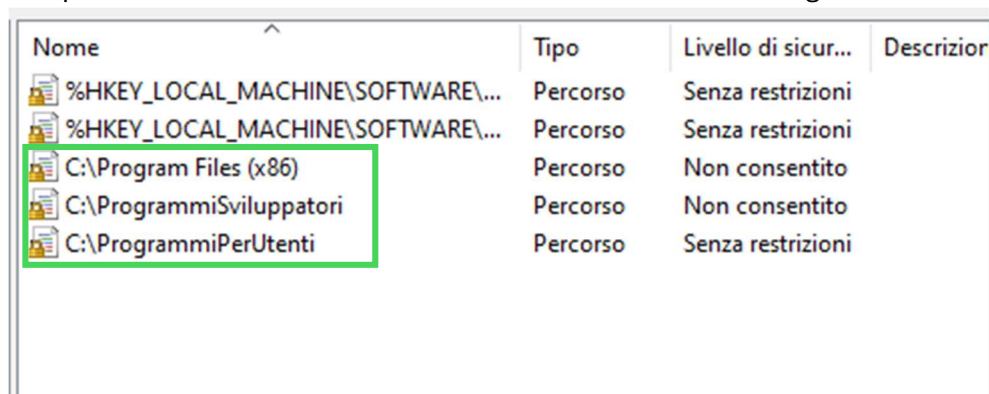 Nome Tipo Livello di sicur... Descrizion
%HKEY_LOCAL_MACHINE\SOFTWARE\... Percorso Senza restrizioni
%HKEY_LOCAL_MACHINE\SOFTWARE\... Percorso Senza restrizioni
C:\Program Files (x86) Percorso Non consentito
C:\ProgrammiSviluppatori Percorso Non consentito
C:\ProgrammiPerUtenti Percorso Senza restrizioni